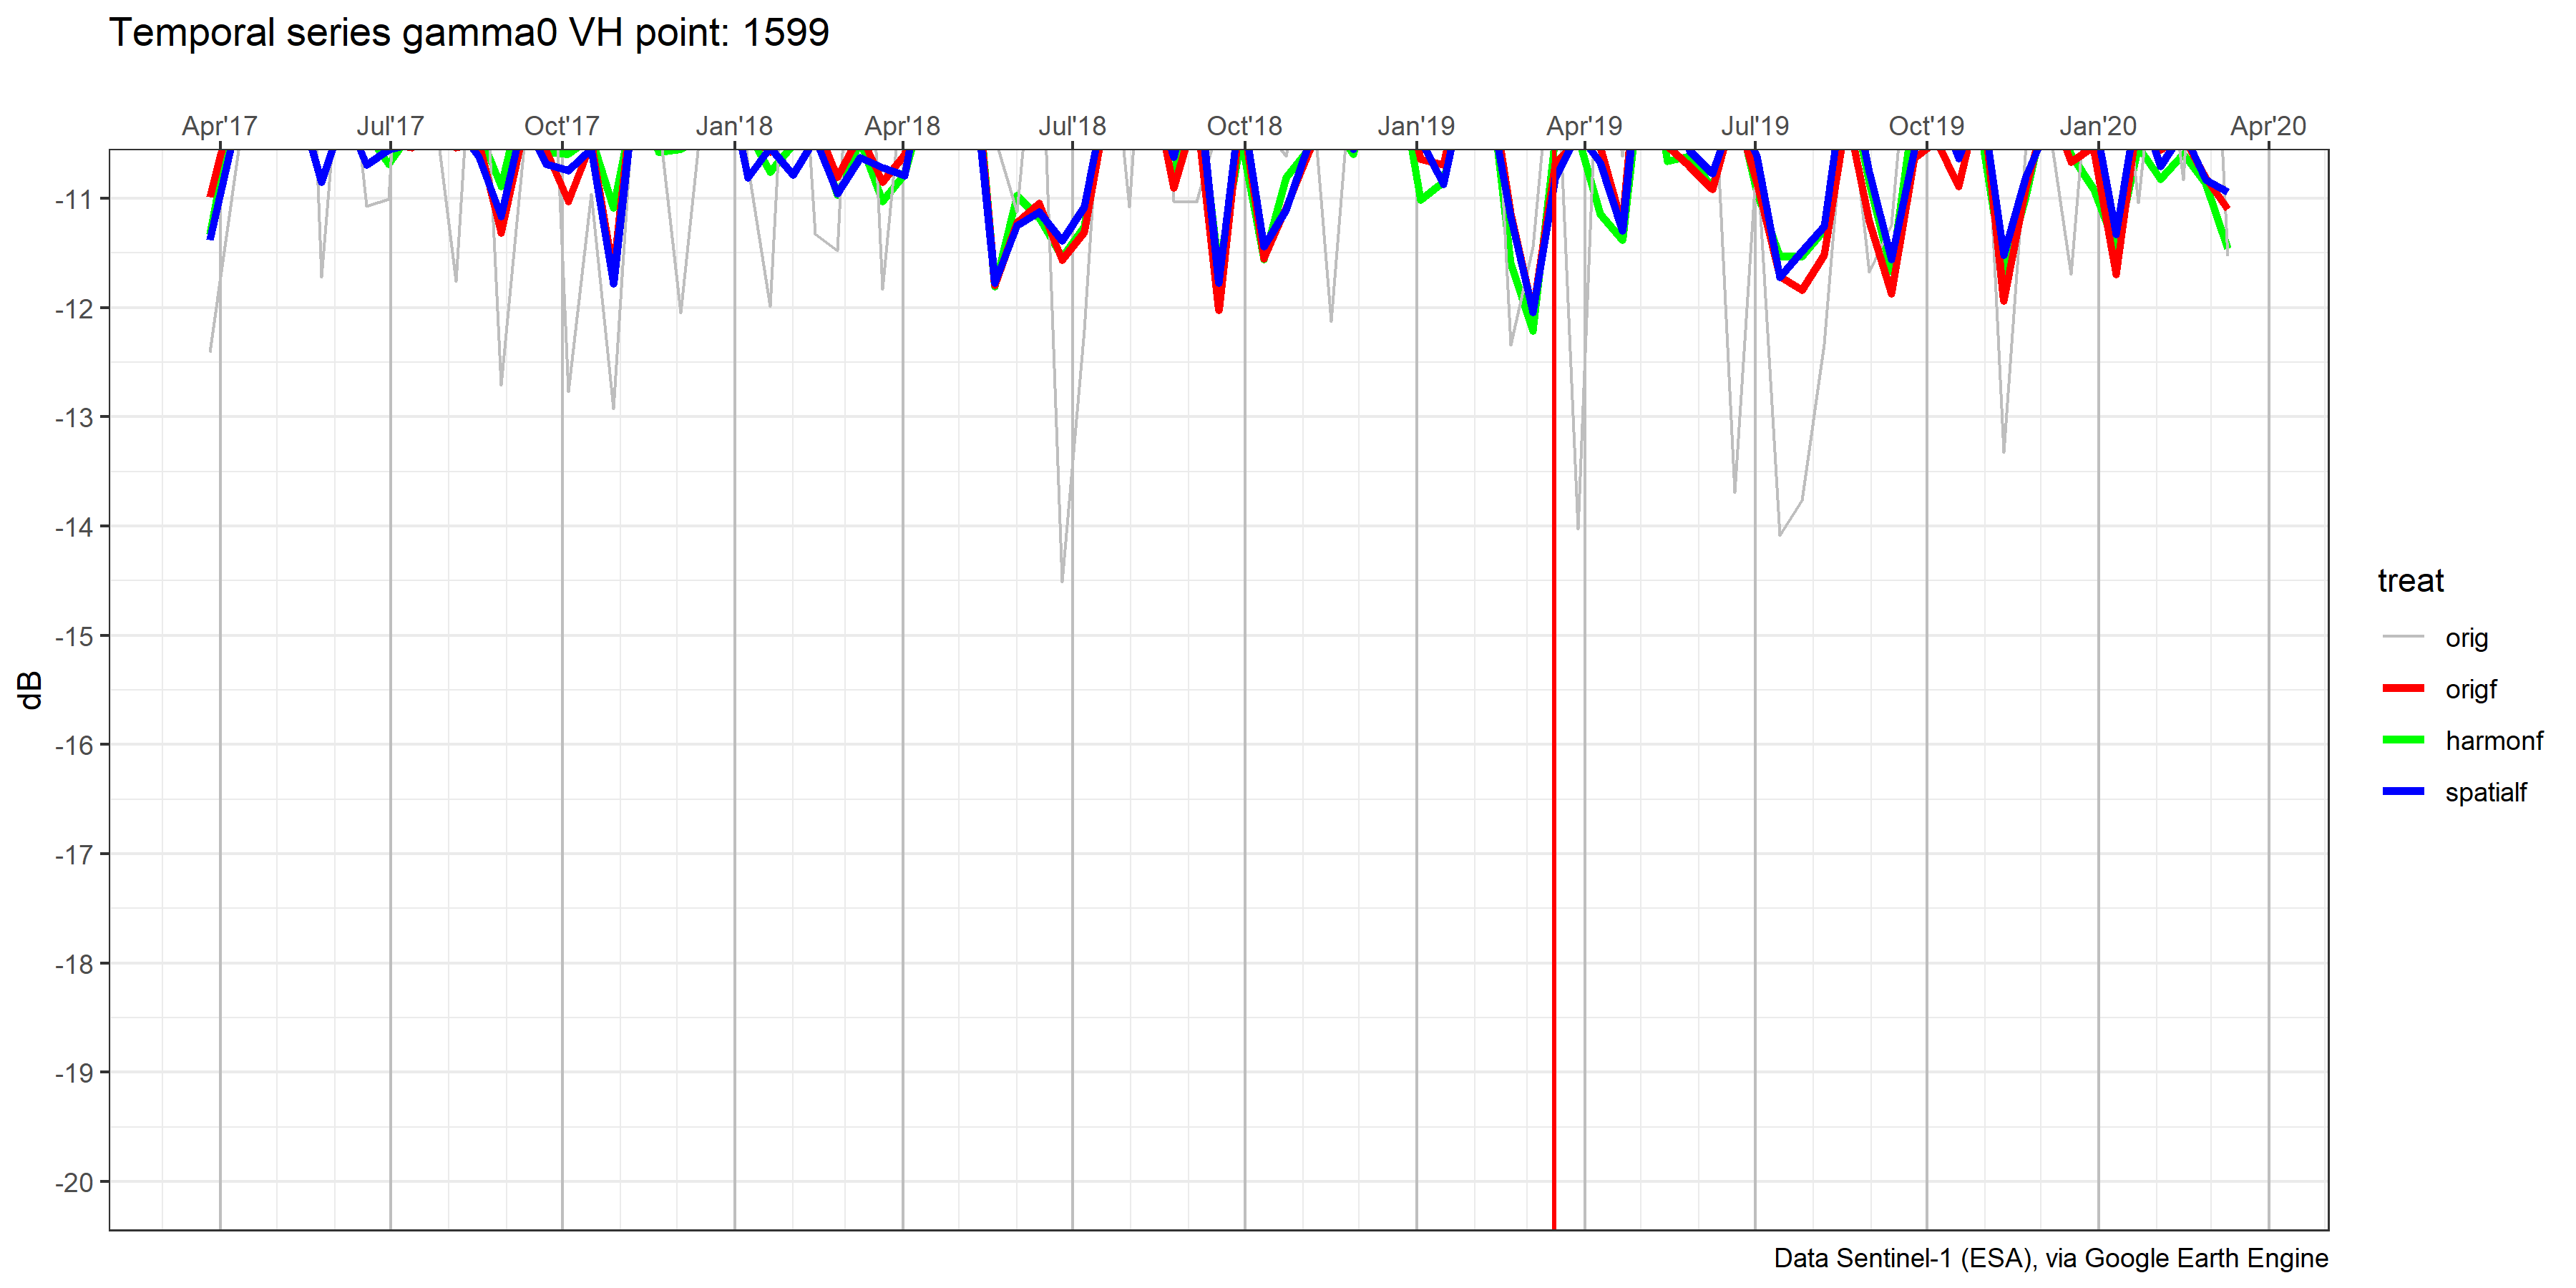 Temporal series gamma0 VH point: 1599
Apr'17 Jul'17 Oct'17 Jan'18 Apr'18 Jul'18 Oct'18 Jan'19 Apr'19 Jul'19 Oct'19 Jan'20 Apr'20
-11
-12
-13
-14
-15
-16
-17
-18
-19
-20
dB
treat
orig
origf
harmonf
spatialf
Data Sentinel-1 (ESA), via Google Earth Engine